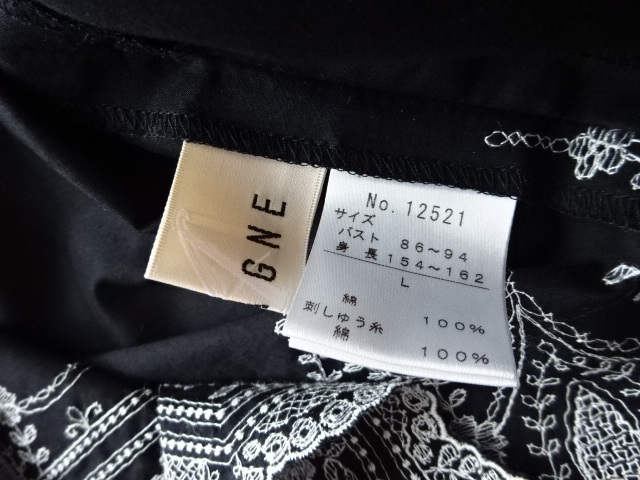 GNE
No. 12521
サイズ
バスト 86～94
身長 154～162
L
綿 100%
刺しゅう糸
綿 100%